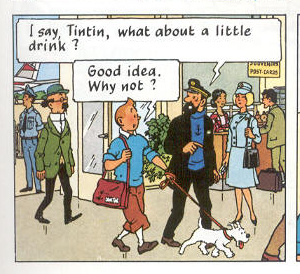 I say, Tintin, what about a little
drink ?
Good idea.
Why not ?
SOUVENIRS
POST-CARDS